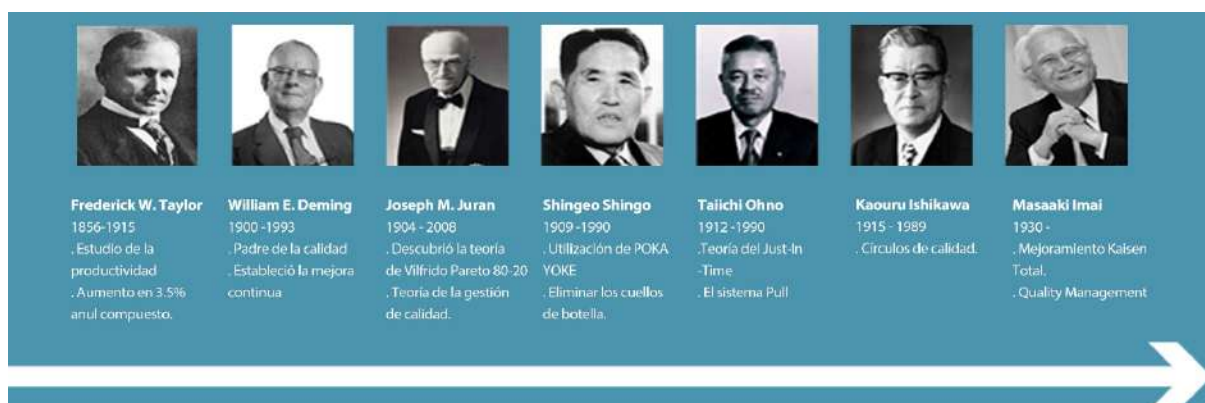 Frederick W. Taylor
1856-1915
. Estudio de la
productividad
. Aumento en 3.5%
anul compuesto.
William E. Deming
1900 -1993
. Padre de la calidad
. Estableció la mejora
continua
Joseph M. Juran
1904 - 2008
. Descubrió la teoría
de Vilfrido Pareto 80-20
. Teoría de la gestión
de calidad.
Shingeo Shingo
1909 -1990
. Utilización de POKA
YOKE
. Eliminar los cuellos
de botella.
Taiichi Ohno
1912 -1990
.Teoría del Just-In
-Time
. El sistema Pull
Kaouru Ishikawa
1915 - 1989
. Círculos de calidad.
Masaaki Imai
1930 -
. Mejoramiento Kaisen
Total.
. Quality Management